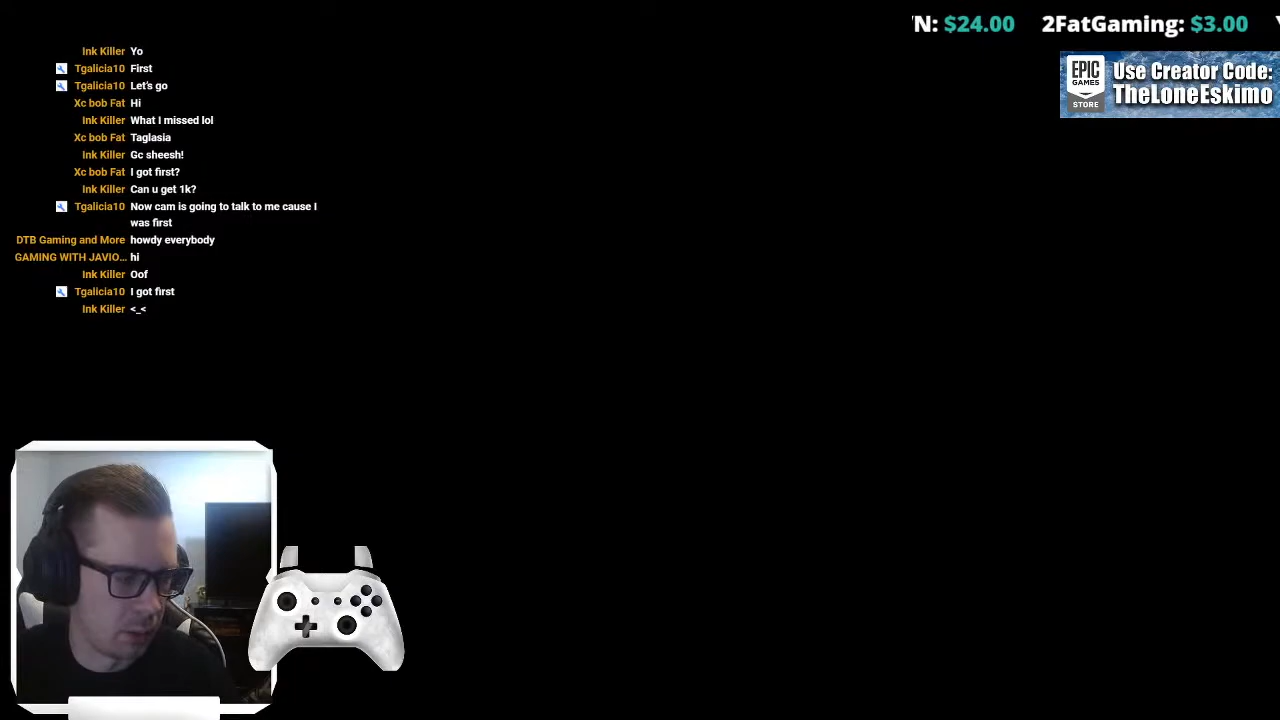 'N: $24.00 2FatGaming: $3.00
EPIC GAMES STORE
Use Creator Code:
TheLoneEskimo
Ink Killer Yo
Tgalicia10 First
Tgalicia10 Let's go
Xc bob Fat Hi
Ink Killer What I missed lol
Xc bob Fat Taglasia
Ink Killer Gc sheesh!
Xc bob Fat I got first?
Ink Killer Can u get 1k?
Tgalicia10 Now cam is going to talk to me cause I
was first
DTB Gaming and More howdy everybody
GAMING WITH JAVIO... hi
Ink Killer Oof
Tgalicia10 I got first
Ink Killer <_<